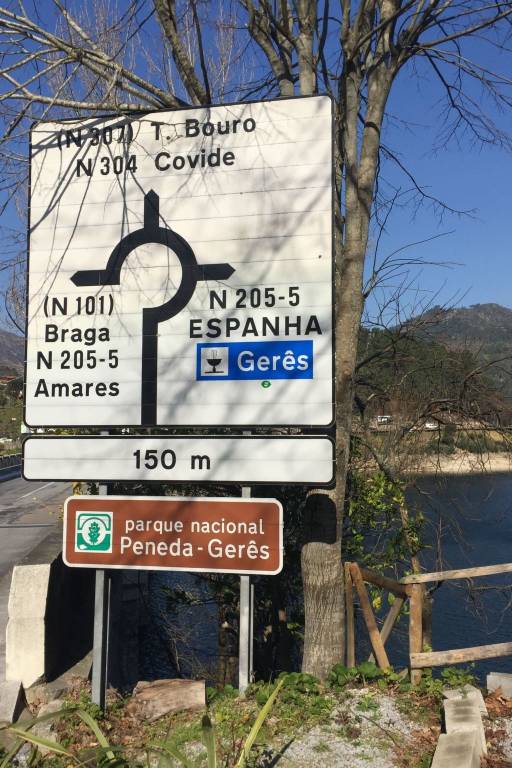 (N 307) T. Bouro
N 304 Covide
(N 101)
Braga
N 205-5
Amares
N 205-5
ESPANHA
Gerês
150 m
parque nacional
Peneda-Gerês